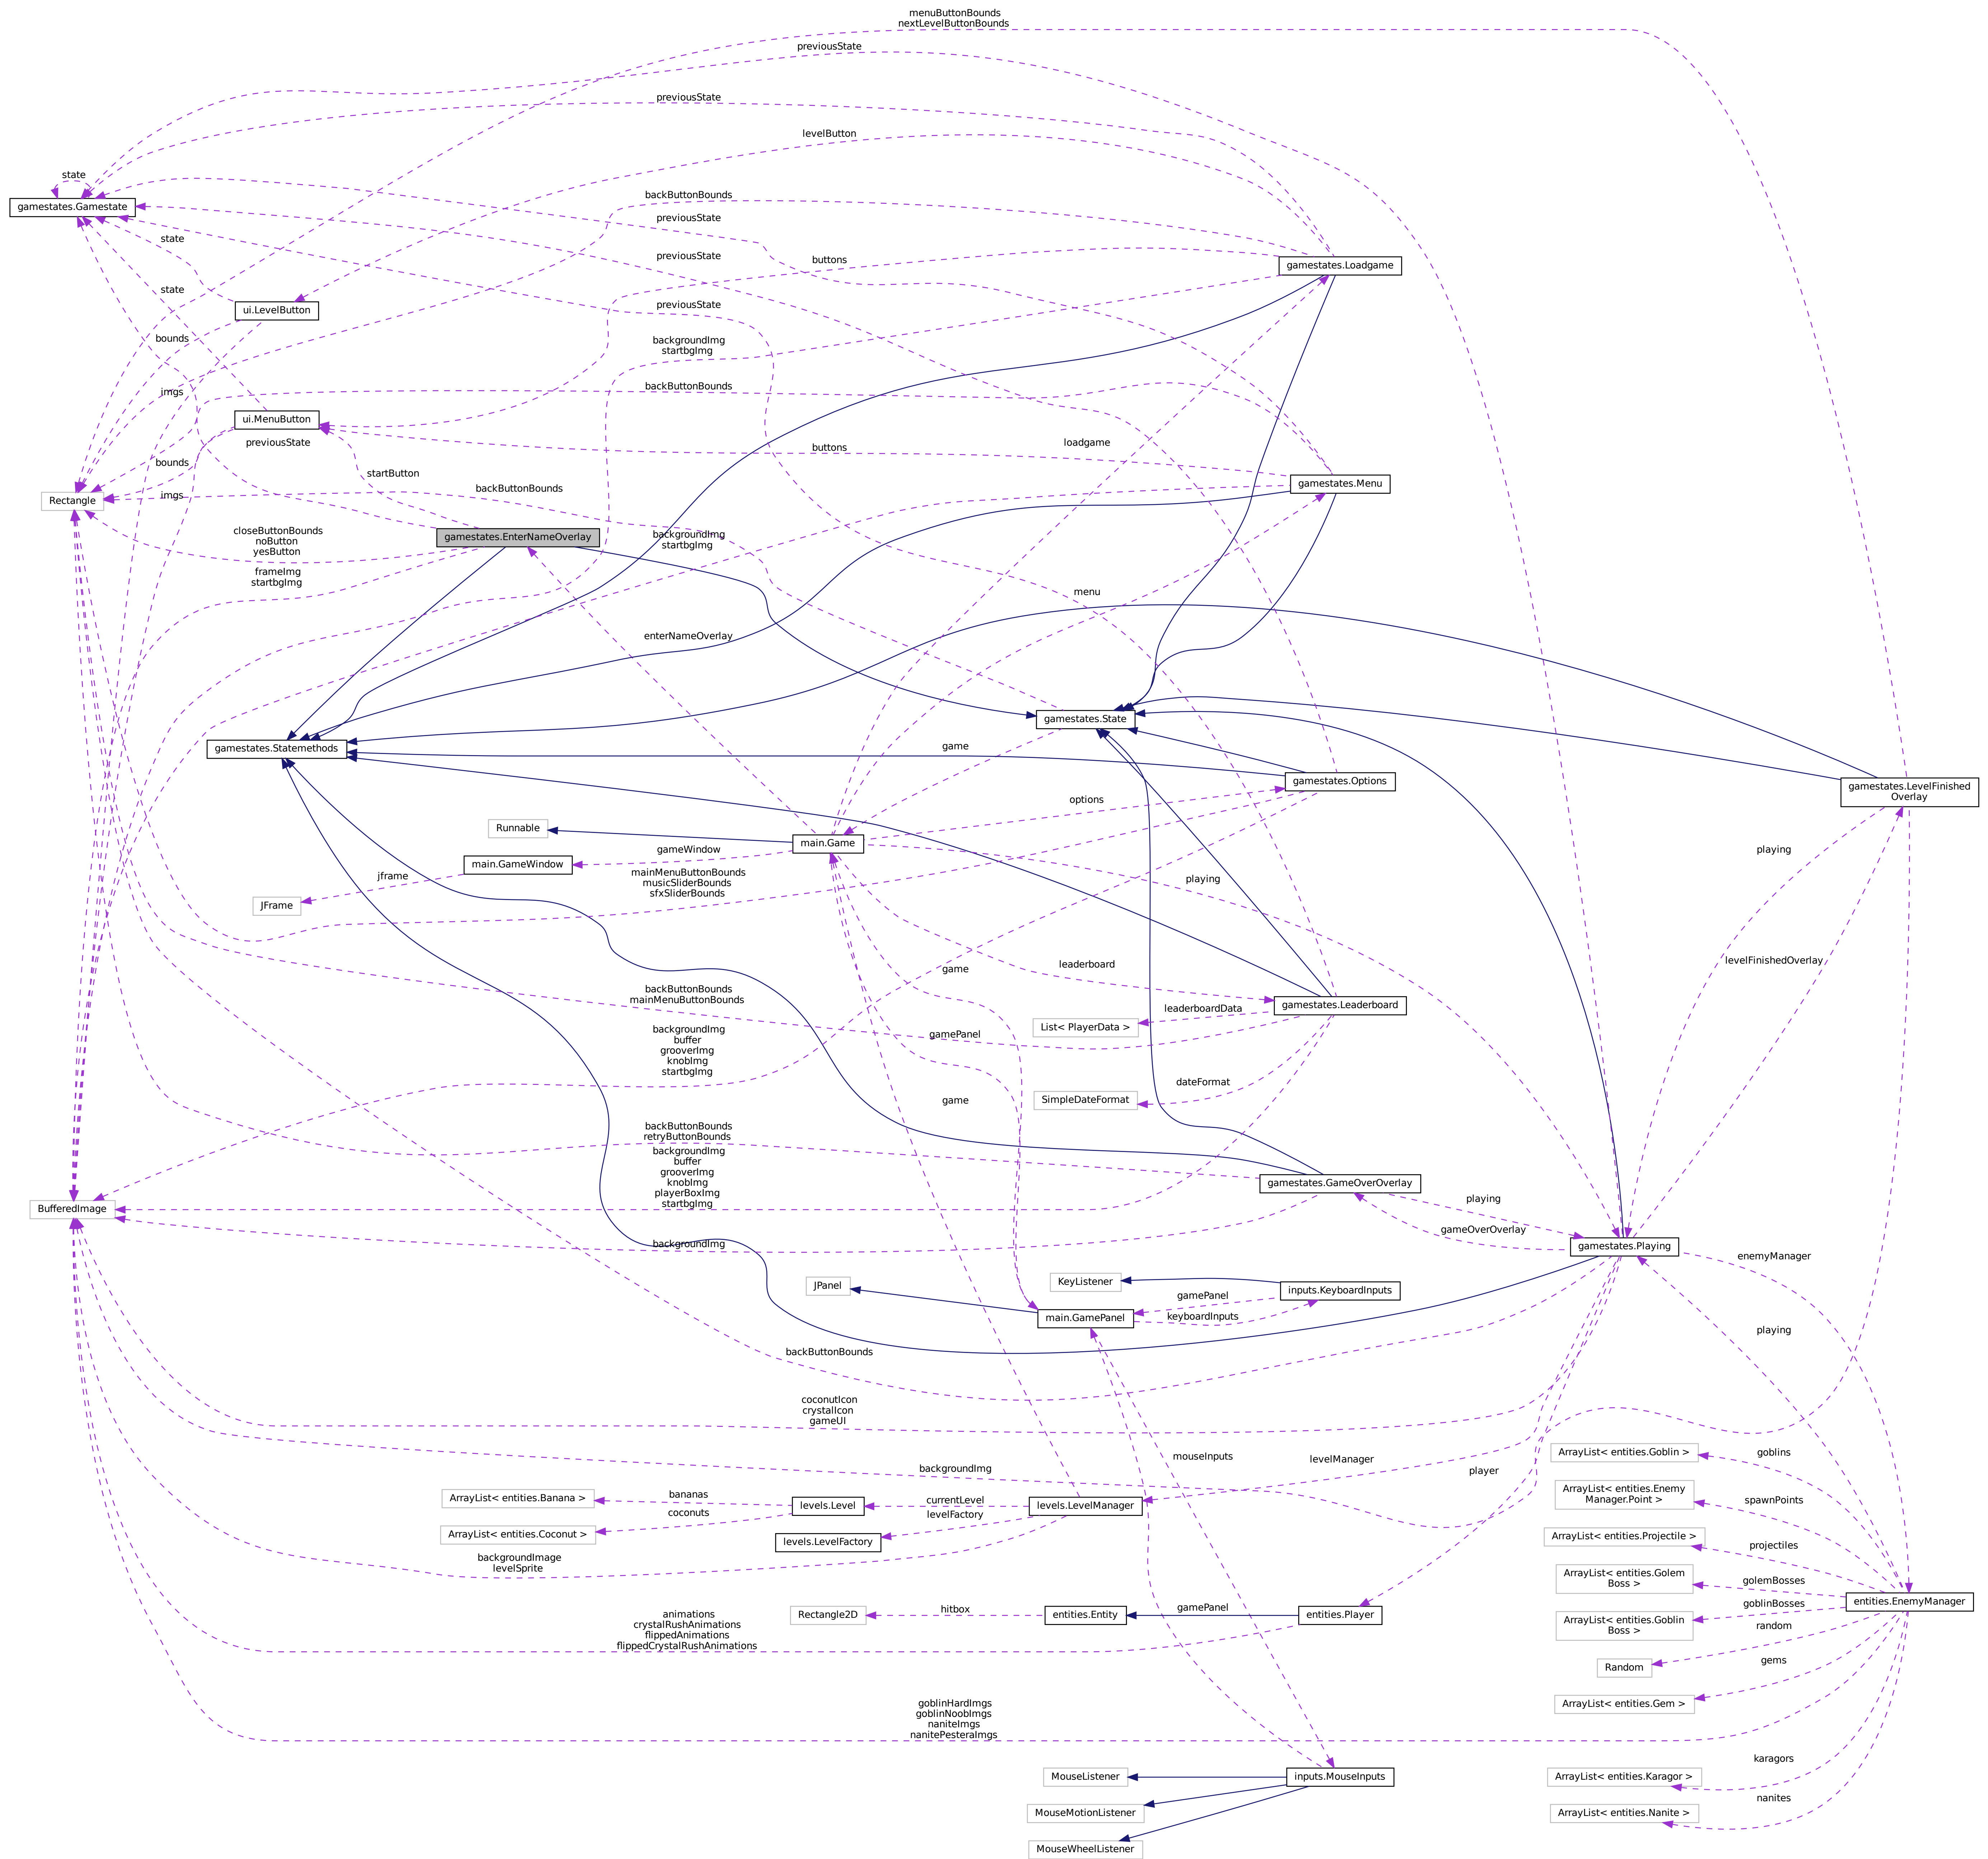 menuButtonBounds
nextLevelButtonBounds
previousState
previousState
levelButton
state
backButtonBounds
gamestates.Gamestate
previousState
state
previousState
buttons
gamestates.Loadgame
state
previousState
ui.LevelButton
bounds
backgroundImg
startbgImg
backButtonBounds
imgs
ui.MenuButton
previousState
loadgame
buttons
bounds
startButton
gamestates.Menu
backButtonBounds
imgs
Rectangle
closeButtonBounds
noButton
yesButton
gamestates.EnterNameOverlay
backgroundImg
startbgImg
frameImg
startbgImg
menu
enterNameOverlay
gamestates.State
gamestates.Statemethods
game
gamestates.Options
gamestates.LevelFinished
Overlay
options
Runnable
main.Game
gameWindow
playing
main.GameWindow
mainMenuButtonBounds
musicSliderBounds
sfxSliderBounds
jframe
playing
JFrame
leaderboard
game
levelFinishedOverlay
backButtonBounds
mainMenuButtonBounds
gamestates.Leaderboard
leaderboardData
List< PlayerData >
gamePanel
backgroundImg
buffer
grooverImg
knobImg
startbgImg
dateFormat
SimpleDateFormat
game
backButtonBounds
retryButtonBounds
backgroundImg
buffer
grooverImg
knobImg
playerBoxImg
startbgImg
gamestates.GameOverOverlay
playing
BufferedImage
gameOverOverlay
backgroundImg
gamestates.Playing
enemyManager
JPanel
KeyListener
inputs.KeyboardInputs
gamePanel
main.GamePanel
keyboardInputs
playing
backButtonBounds
coconutIcon
crystalIcon
gameUI
mouseInputs
levelManager
player
backgroundImg
ArrayList< entities.Goblin >
goblins
ArrayList< entities.Enemy
Manager.Point >
spawnPoints
ArrayList< entities.Banana >
bananas
levels.Level
currentLevel
levels.LevelManager
ArrayList< entities.Coconut >
coconuts
levelFactory
levels.LevelFactory
ArrayList< entities.Projectile >
projectiles
backgroundImage
levelSprite
ArrayList< entities.Golem
Boss >
golemBosses
entities.EnemyManager
animations
crystalRushAnimations
flippedAnimations
flippedCrystalRushAnimations
Rectangle2D
hitbox
entities.Entity
gamePanel
entities.Player
ArrayList< entities.Goblin
Boss >
goblinBosses
random
Random
gems
ArrayList< entities.Gem >
goblinHardImgs
goblinNoobImgs
naniteImgs
nanitePesteraImgs
karagors
MouseListener
inputs.MouseInputs
ArrayList< entities.Karagor >
nanites
MouseMotionListener
ArrayList< entities.Nanite >
MouseWheelListener